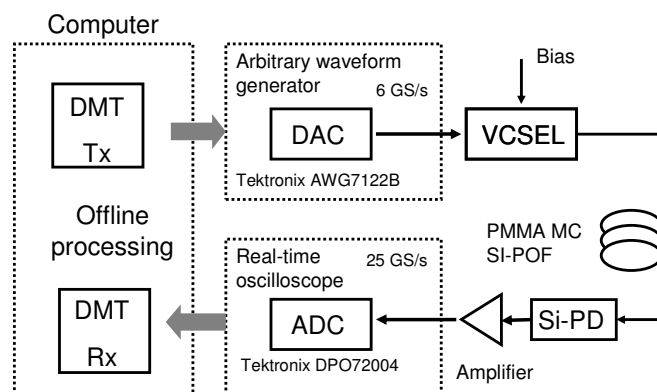 Computer
DMT
Tx
Offline
processing
DMT
Rx
Arbitrary waveform
generator
6 GS/s
DAC
Tektronix AWG7122B
Bias
VCSEL
PMMA MC
SI-POF
Real-time
oscilloscope
25 GS/s
ADC
Tektronix DPO72004
Amplifier
Si-PD